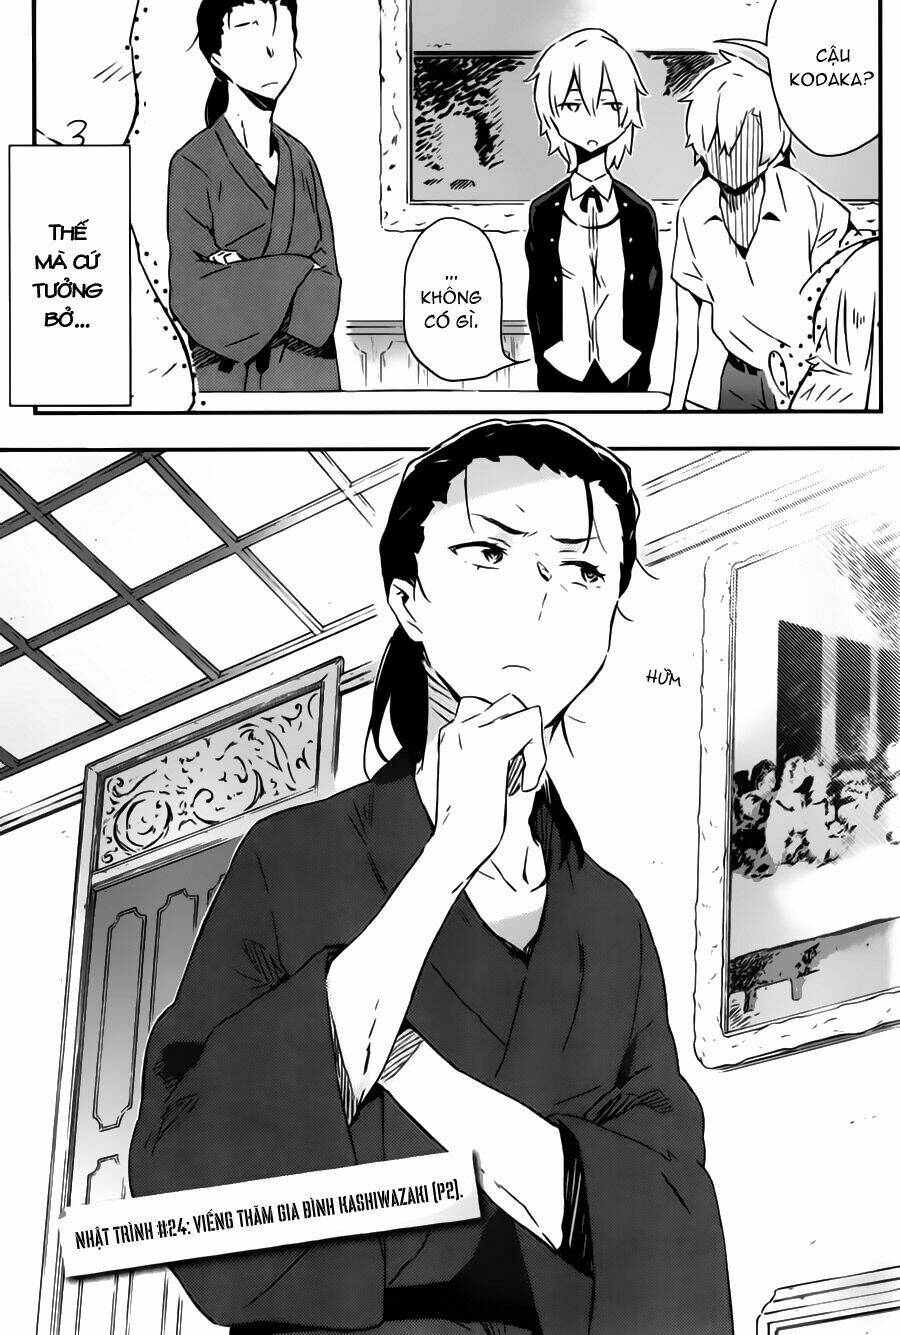 CẬU
KODAKA?
...
KHÔNG
CÓ GÌ.
THẾ
MÀ CỨ
TƯỞNG
BỞ...
HƯM
NHẬT TRÌNH #24: VIẾNG THĂM GIA ĐÌNH KASHIWAZAKI (P2).